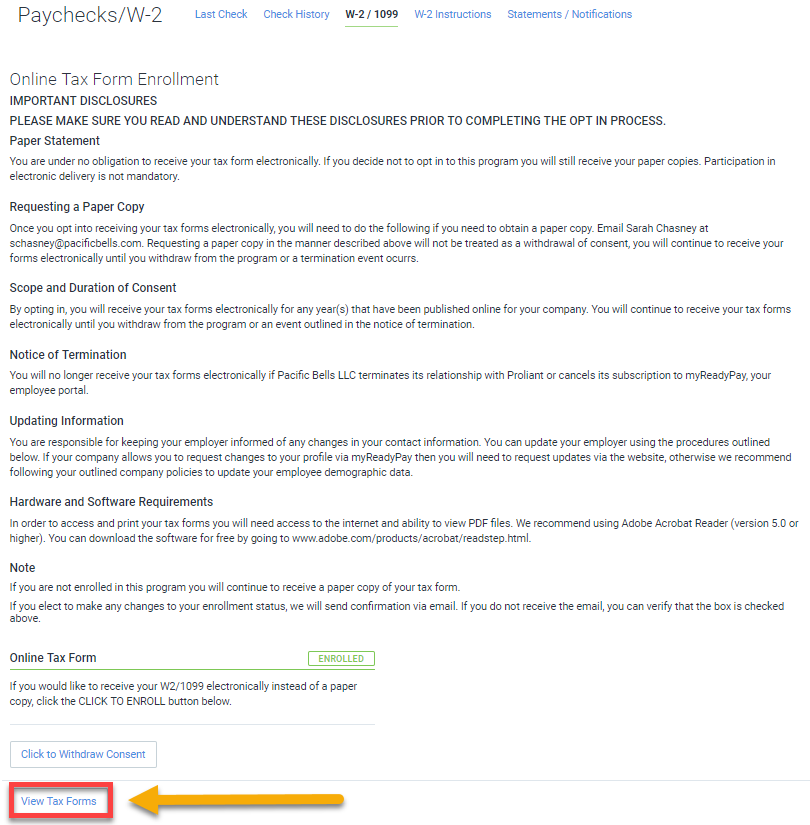 Paychecks/W-2
Last Check
Check History
W-2 / 1099
W-2 Instructions
Statements / Notifications
Online Tax Form Enrollment
IMPORTANT DISCLOSURES
PLEASE MAKE SURE YOU READ AND UNDERSTAND THESE DISCLOSURES PRIOR TO COMPLETING THE OPT IN PROCESS.
Paper Statement
You are under no obligation to receive your tax form electronically. If you decide not to opt in to this program you will still receive your paper copies. Participation in
electronic delivery is not mandatory.
Requesting a Paper Copy
Once you opt into receiving your tax forms electronically, you will need to do the following if you need to obtain a paper copy. Email Sarah Chasney at
schasney@pacificbells.com. Requesting a paper copy in the manner described above will not be treated as a withdrawal of consent, you will continue to receive your
forms electronically until you withdraw from the program or a termination event ocurrs.
Scope and Duration of Consent
By opting in, you will receive your tax forms electronically for any year(s) that have been published online for your company. You will continue to receive your tax forms
electronically until you withdraw from the program or an event outlined in the notice of termination.
Notice of Termination
You will no longer receive your tax forms electronically if Pacific Bells LLC terminates its relationship with Proliant or cancels its subscription to myReadyPay, your
employee portal.
Updating Information
You are responsible for keeping your employer informed of any changes in your contact information. You can update your employer using the procedures outlined
below. If your company allows you to request changes to your profile via myReadyPay then you will need to request updates via the website, otherwise we recommend
following your outlined company policies to update your employee demographic data.
Hardware and Software Requirements
In order to access and print your tax forms you will need access to the internet and ability to view PDF files. We recommend using Adobe Acrobat Reader (version 5.0 or
higher). You can download the software for free by going to www.adobe.com/products/acrobat/readstep.html.
Note
If you are not enrolled in this program you will continue to receive a paper copy of your tax form.
If you elect to make any changes to your enrollment status, we will send confirmation via email. If you do not receive the email, you can verify that the box is checked
above.
Online Tax Form
ENROLLED
If you would like to receive your W2/1099 electronically instead of a paper
copy, click the CLICK TO ENROLL button below.
Click to Withdraw Consent
View Tax Forms